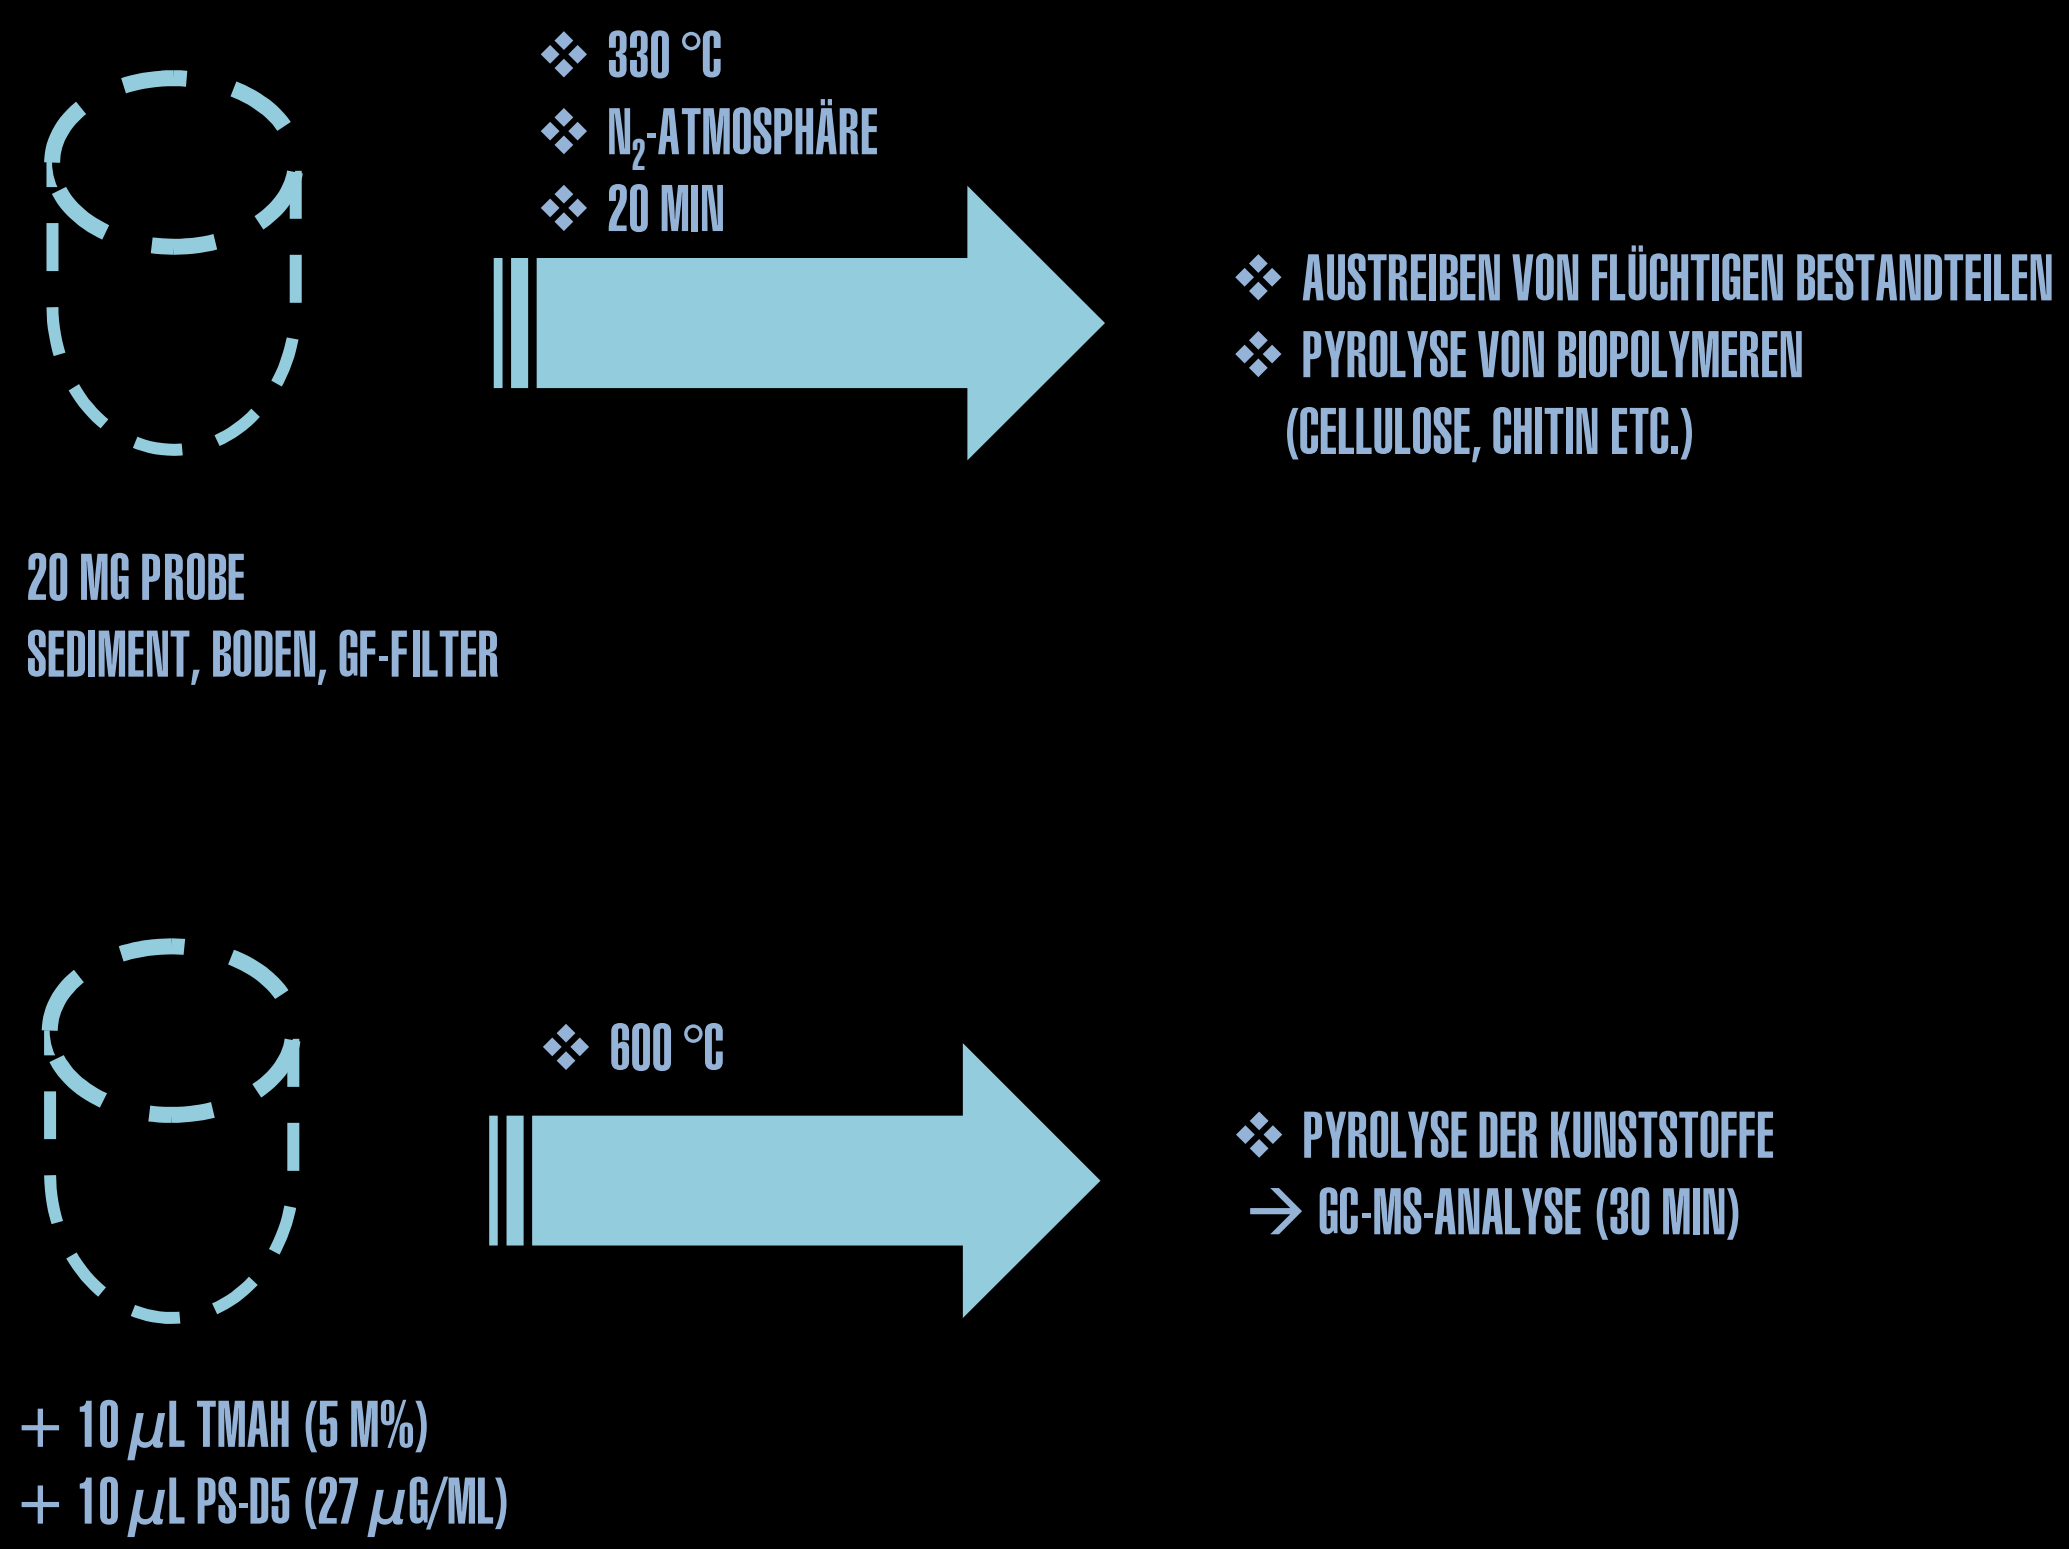 ❖ 330 °C
❖ N₂-ATMOSPHÄRE
❖ 20 MIN
❖ AUSTREIBEN VON FLÜCHTIGEN BESTANDTEILEN
❖ PYROLYSE VON BIOPOLYMEREN
(CELLULOSE, CHITIN ETC.)
20 MG PROBE
SEDIMENT, BODEN, GF-FILTER
❖ 600 °C
❖ PYROLYSE DER KUNSTSTOFFE
→ GC-MS-ANALYSE (30 MIN)
+ 10 µL TMAH (5 M%)
+ 10 µL PS-D5 (27 µG/ML)